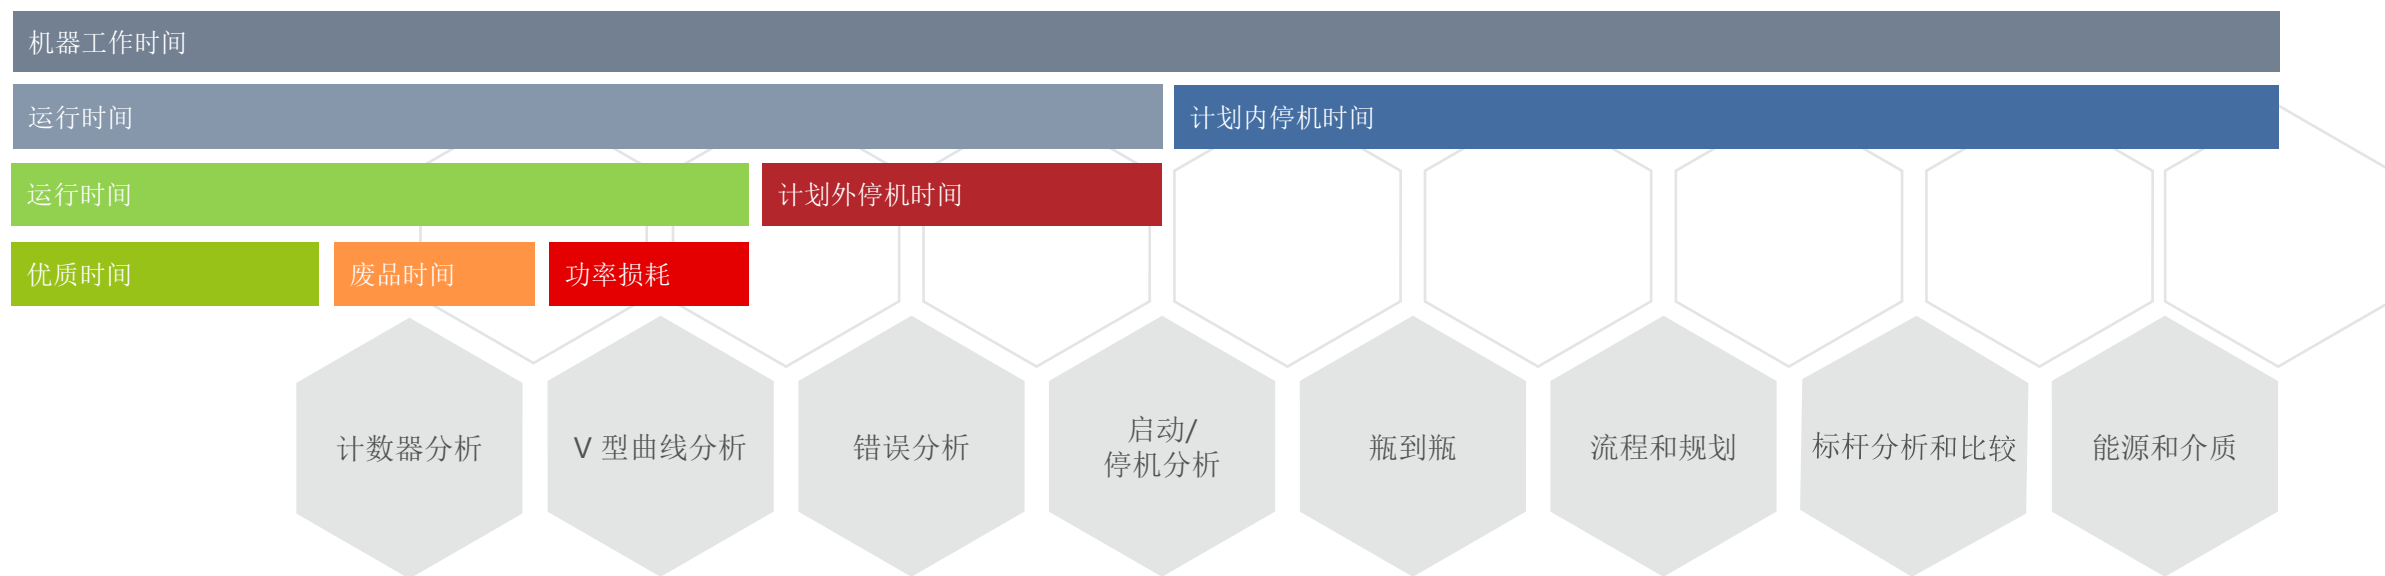 机器工作时间
运行时间
计划内停机时间
运行时间
计划外停机时间
优质时间
废品时间
功率损耗
计数器分析
V 型曲线分析
错误分析
启动/
停机分析
瓶到瓶
流程和规划
标杆分析和比较
能源和介质